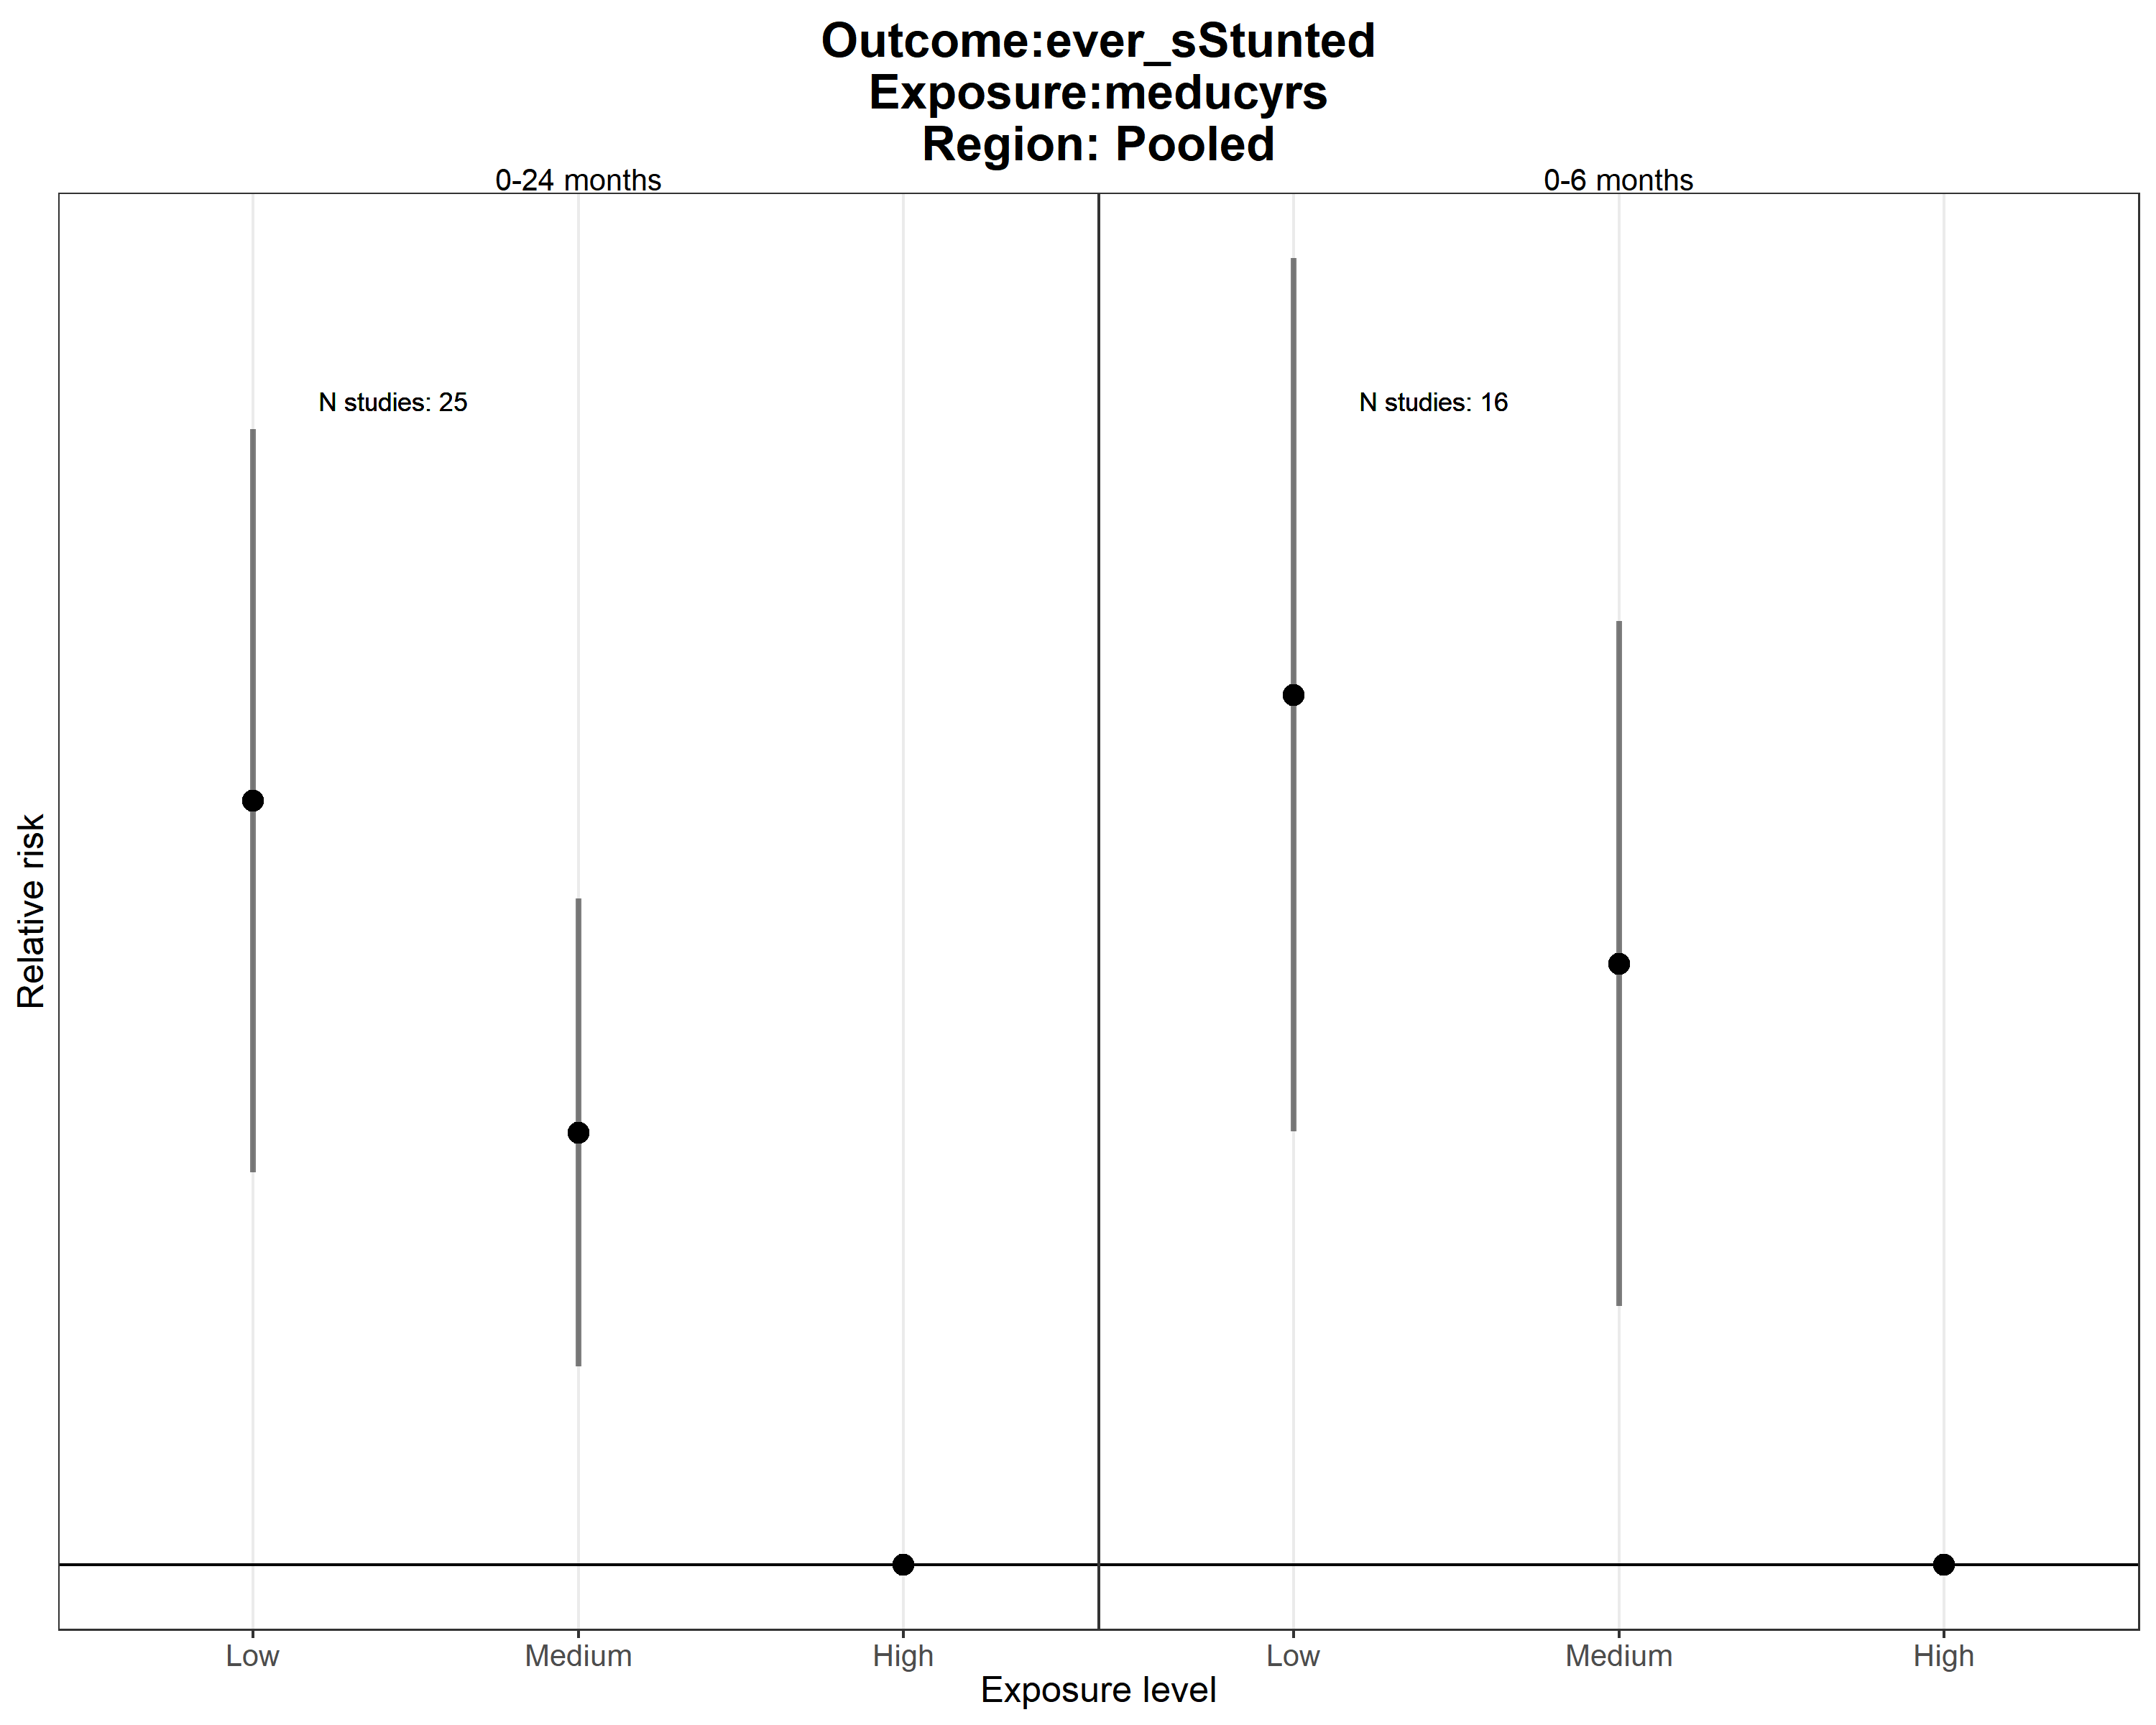 Outcome:ever_sStunted
Exposure:meducyrs
Region: Pooled
0-24 months
0-6 months
N studies: 25
N studies: 16
Relative risk
Low
Medium
High
Low
Medium
High
Exposure level